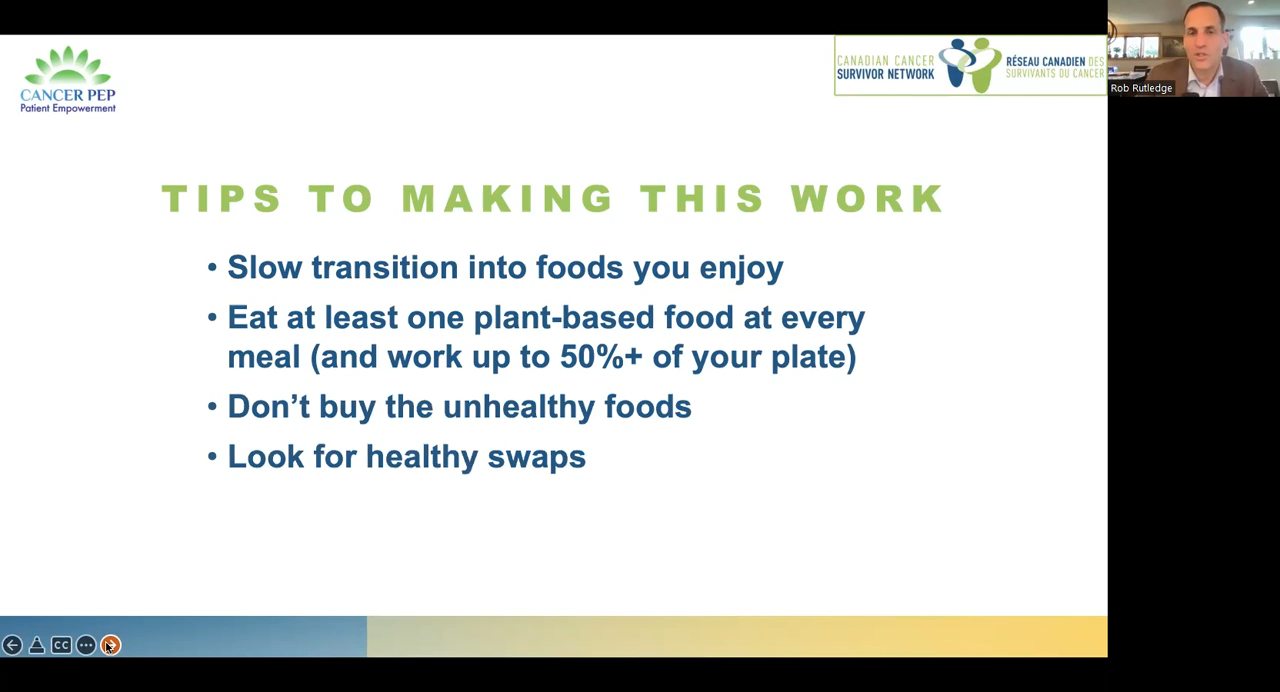 CANCER PEP
Patient Empowerment
CANADIAN CANCER
SURVIVOR NETWORK
RÉSEAU CANADIEN DES
SURVIVANTS DU CANCER
Rob Rutledge
TIPS TO MAKING THIS WORK
• Slow transition into foods you enjoy
• Eat at least one plant-based food at every
meal (and work up to 50%+ of your plate)
• Don’t buy the unhealthy foods
• Look for healthy swaps
CC